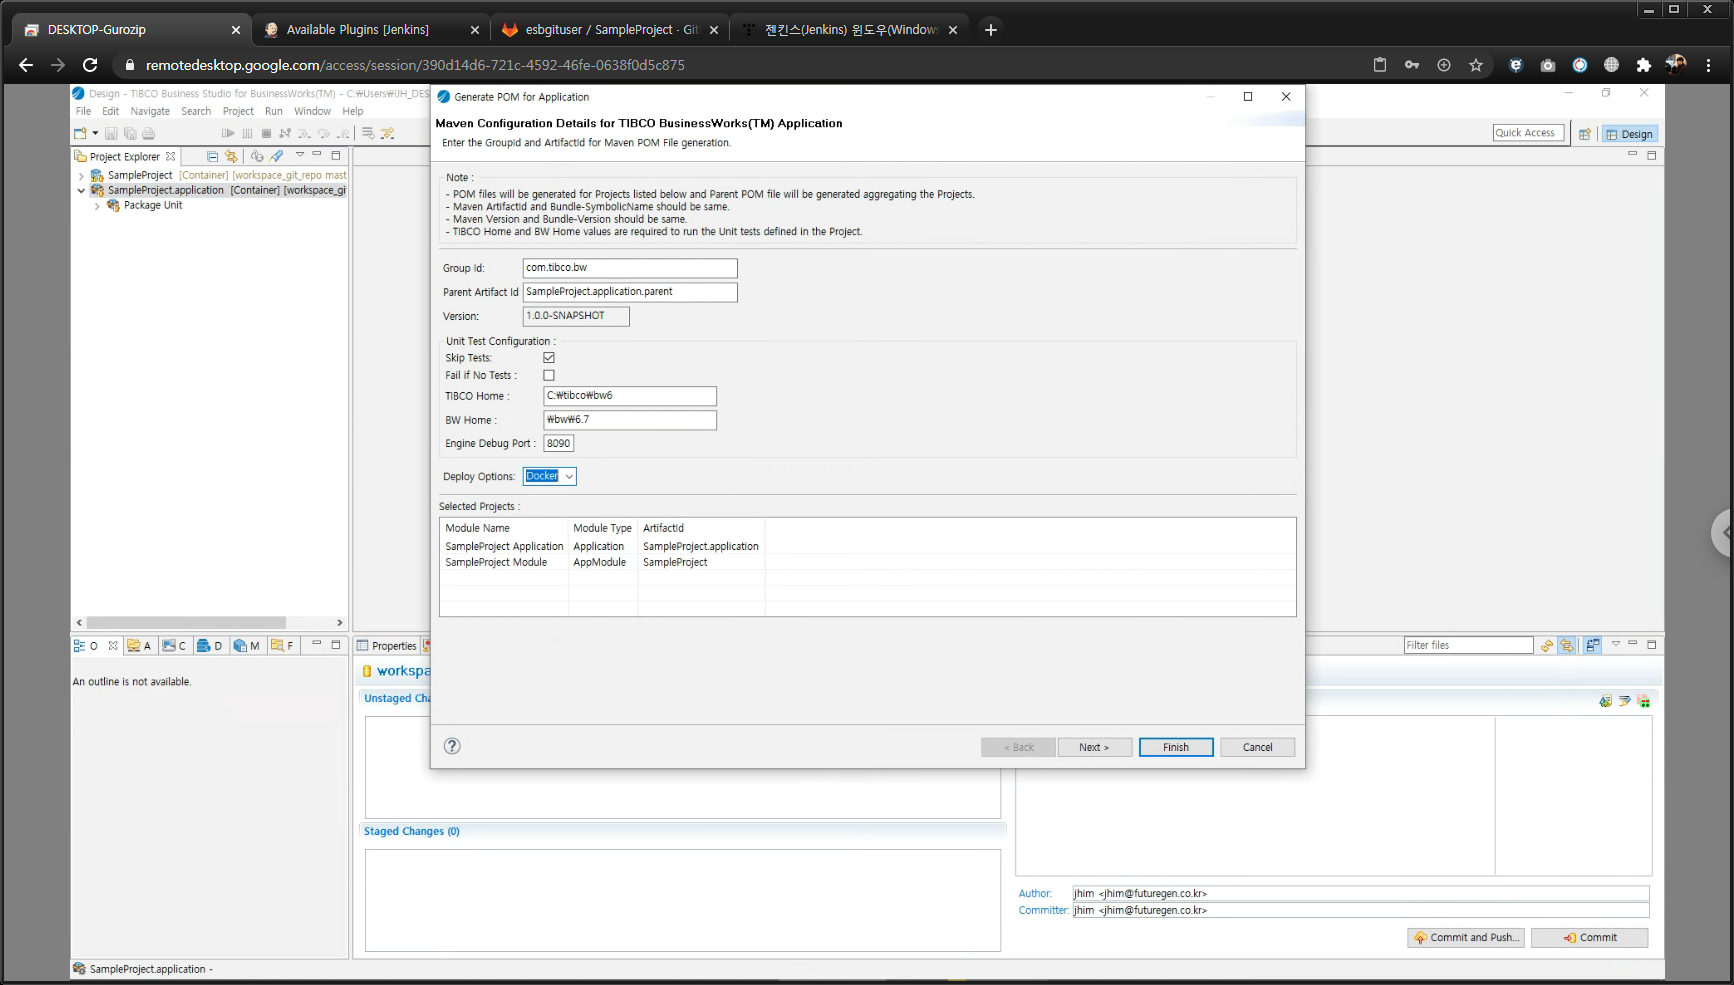 DESKTOP-Gurozip
Available Plugins [Jenkins]
esbgituser / SampleProject · Git
젠킨스(Jenkins) 윈도우(Windows
remotedesktop.google.com/access/session/390d14d6-721c-4592-46fe-0638f0d5c875
Design - TIBCO Business Studio for BusinessWorks(TM) - C:₩Users₩IJH_DES
File Edit Navigate Search Project Run Window Help
Quick Access
Design
Project Explorer
SampleProject [Container] [workspace_git_repo mast
SampleProject.application [Container] [workspace_gi
Package Unit
Generate POM for Application
Maven Configuration Details for TIBCO BusinessWorks(TM) Application
Enter the GroupId and ArtifactId for Maven POM File generation.
Note :
- POM files will be generated for Projects listed below and Parent POM file will be generated aggregating the Projects.
- Maven ArtifactId and Bundle-SymbolicName should be same.
- Maven Version and Bundle-Version should be same.
- TIBCO Home and BW Home values are required to run the Unit tests defined in the Project.
Group Id: com.tibco.bw
Parent Artifact Id SampleProject.application.parent
Version: 1.0.0-SNAPSHOT
Unit Test Configuration :
Skip Tests:
Fail if No Tests :
TIBCO Home : C:₩tibco₩bw6
BW Home : ₩bw₩6.7
Engine Debug Port : 8090
Deploy Options: Docker
Selected Projects :
Module Name Module Type ArtifactId
SampleProject Application Application SampleProject.application
SampleProject Module AppModule SampleProject
< Back Next > Finish Cancel
O A C D M F
An outline is not available.
Properties
Filter files
workspa
Unstaged Cha
Staged Changes (0)
Author: jhim <jhim@futuregen.co.kr>
Committer: jhim <jhim@futuregen.co.kr>
Commit and Push... Commit
SampleProject.application -